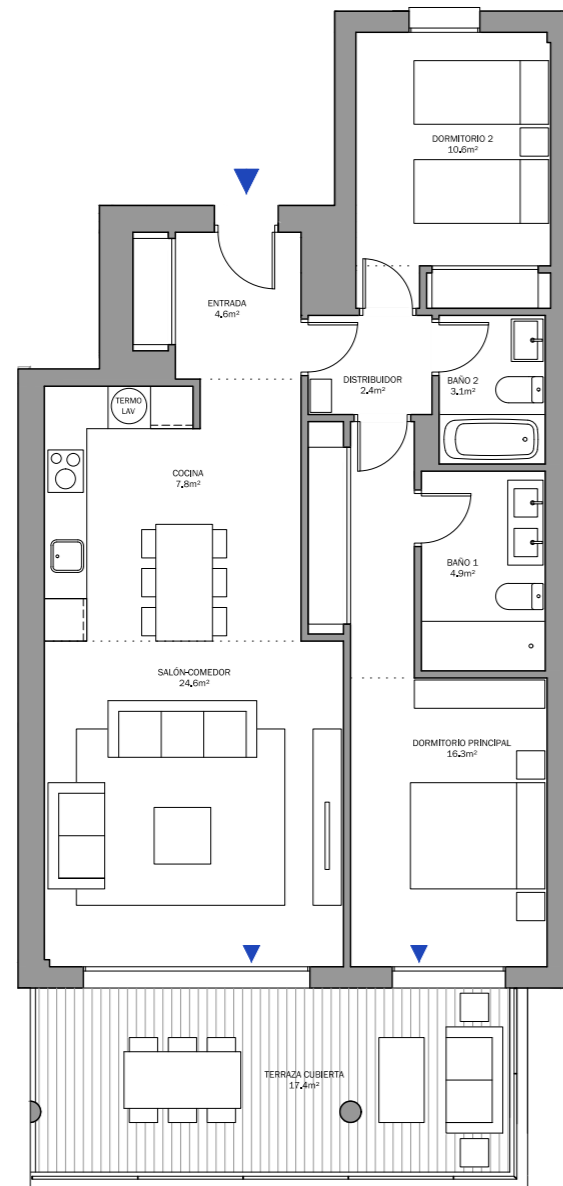 DORMITORIO 2
10.6m²
ENTRADA
4.6m²
DISTRIBUIDOR
2.4m²
BAÑO 2
3.1m²
TERMO
LAV
COCINA
7.8m²
BAÑO 1
4.9m²
SALÓN-COMEDOR
24.6m²
DORMITORIO PRINCIPAL
16.3m²
TERRAZA CUBIERTA
17.4m²